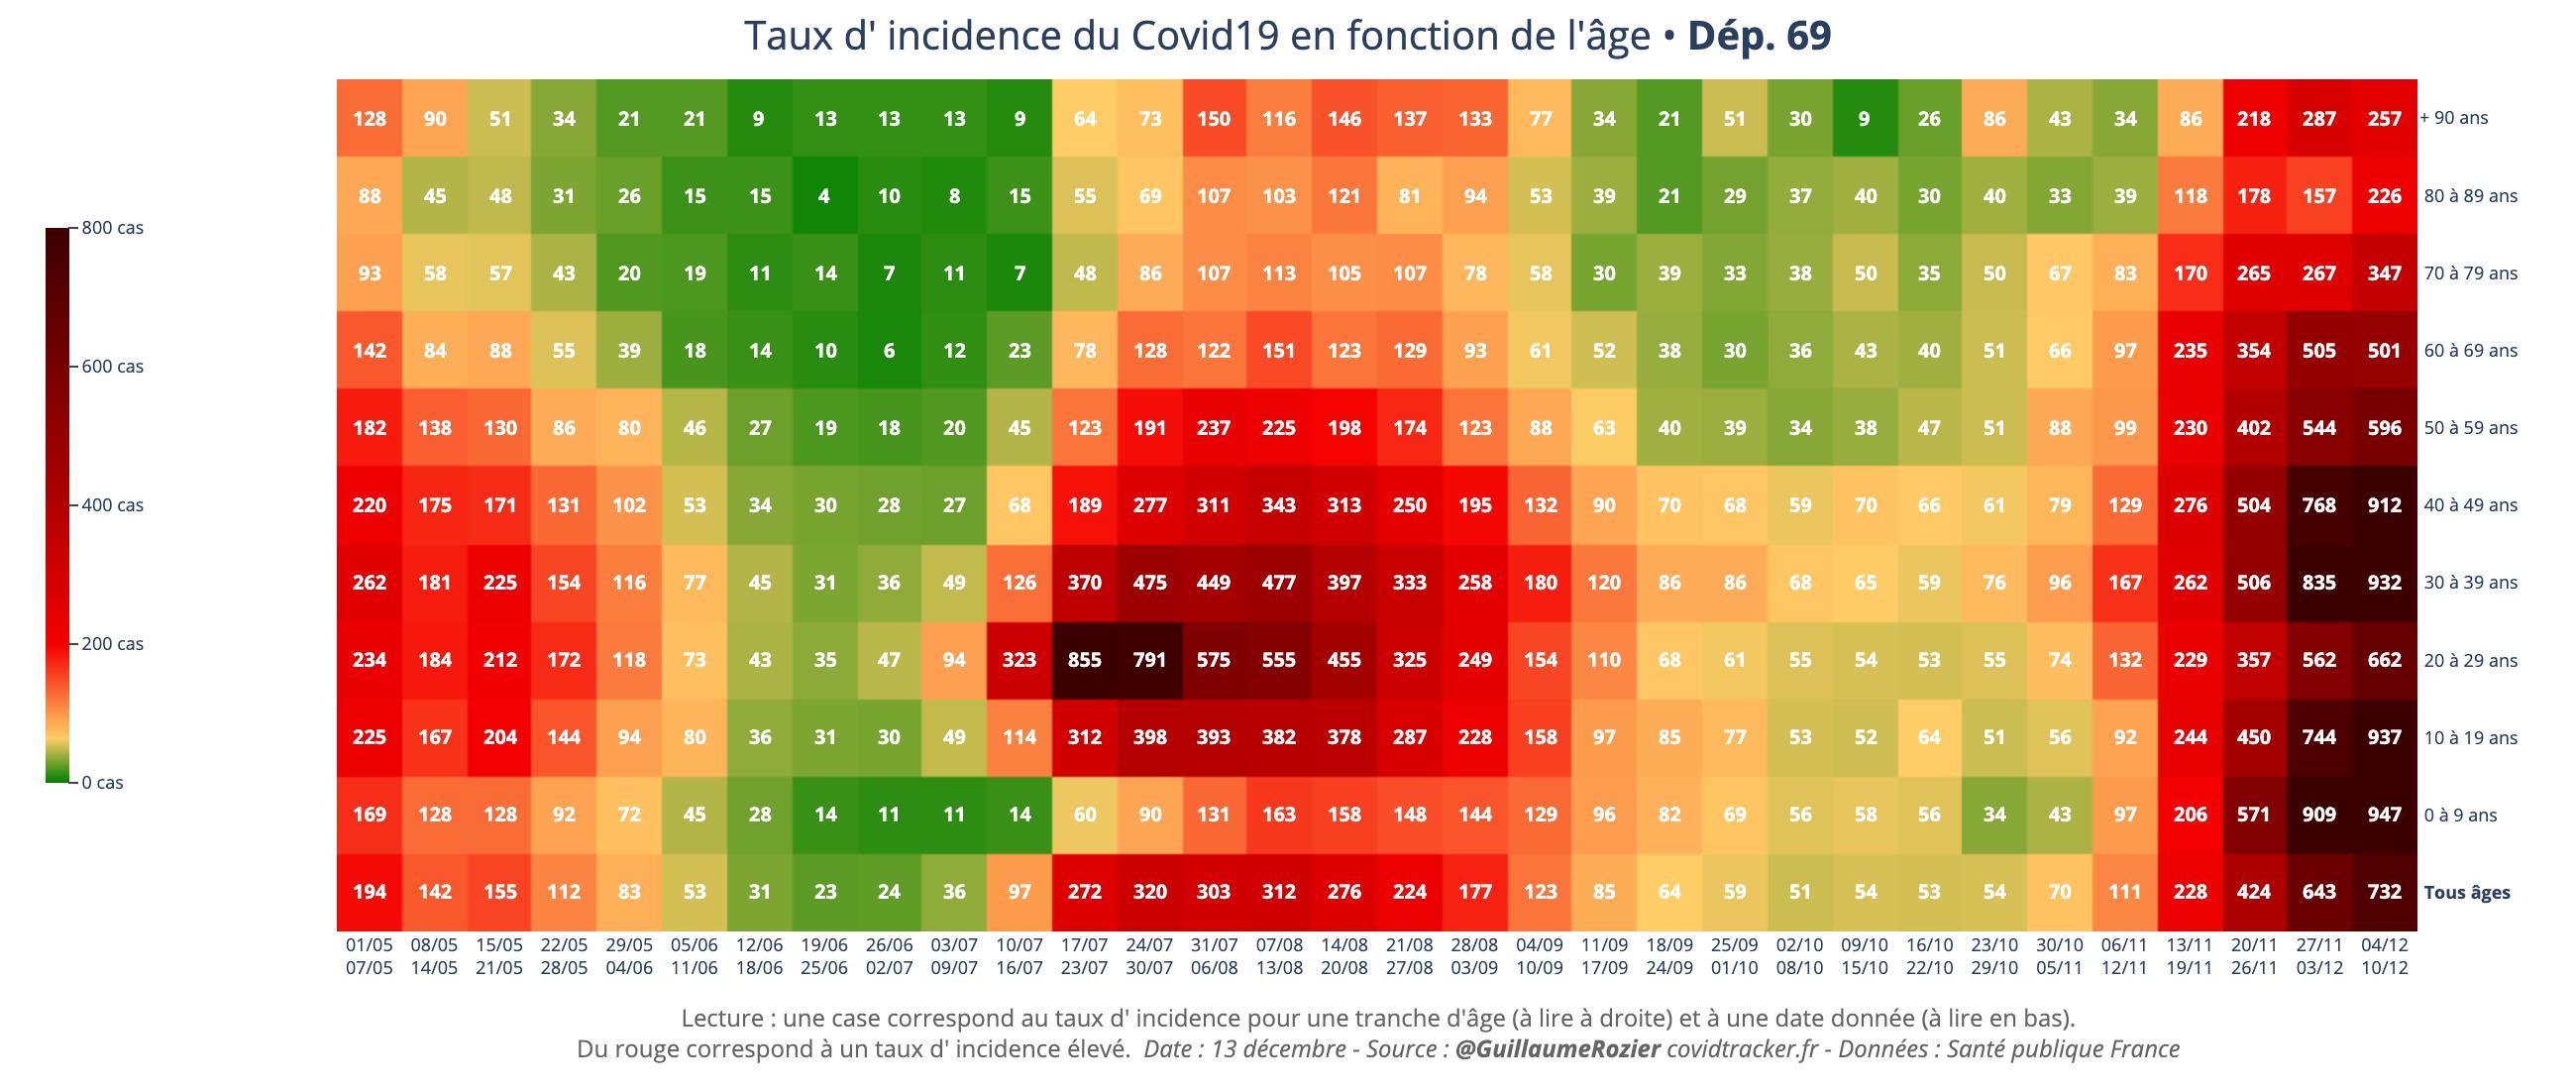 Taux d' incidence du Covid19 en fonction de l'âge • Dép. 69
128 90 51 34 21 21 9 13 13 13 9 64 73 150 116 146 137 133 77 34 21 51 30 9 26 86 43 34 86 218 287 257 + 90 ans
88 45 48 31 26 15 15 4 10 8 15 55 69 107 103 121 81 94 53 39 21 29 37 40 30 40 33 39 118 178 157 226 80 à 89 ans
800 cas
93 58 57 43 20 19 11 14 7 11 7 48 86 107 113 105 107 78 58 30 39 33 38 50 35 50 67 83 170 265 267 347 70 à 79 ans
142 84 88 55 39 18 14 10 6 12 23 78 128 122 151 123 129 93 61 52 38 30 36 43 40 51 66 97 235 354 505 501 60 à 69 ans
600 cas
182 138 130 86 80 46 27 19 18 20 45 123 191 237 225 198 174 123 88 63 40 39 34 38 47 51 88 99 230 402 544 596 50 à 59 ans
400 cas
220 175 171 131 102 53 34 30 28 27 68 189 277 311 343 313 250 195 132 90 70 68 59 70 66 61 79 129 276 504 768 912 40 à 49 ans
262 181 225 154 116 77 45 31 36 49 126 370 475 449 477 397 333 258 180 120 86 86 68 65 59 76 96 167 262 506 835 932 30 à 39 ans
200 cas
234 184 212 172 118 73 43 35 47 94 323 855 791 575 555 455 325 249 154 110 68 61 55 54 53 55 74 132 229 357 562 662 20 à 29 ans
225 167 204 144 94 80 36 31 30 49 114 312 398 393 382 378 287 228 158 97 85 77 53 52 64 51 56 92 244 450 744 937 10 à 19 ans
0 cas
169 128 128 92 72 45 28 14 11 11 14 60 90 131 163 158 148 144 129 96 82 69 56 58 56 34 43 97 206 571 909 947 0 à 9 ans
194 142 155 112 83 53 31 23 24 36 97 272 320 303 312 276 224 177 123 85 64 59 51 54 53 54 70 111 228 424 643 732 Tous âges
01/05 08/05 15/05 22/05 29/05 05/06 12/06 19/06 26/06 03/07 10/07 17/07 24/07 31/07 07/08 14/08 21/08 28/08 04/09 11/09 18/09 25/09 02/10 09/10 16/10 23/10 30/10 06/11 13/11 20/11 27/11 04/12
07/05 14/05 21/05 28/05 04/06 11/06 18/06 25/06 02/07 09/07 16/07 23/07 30/07 06/08 13/08 20/08 27/08 03/09 10/09 17/09 24/09 01/10 08/10 15/10 22/10 29/10 05/11 12/11 19/11 26/11 03/12 10/12
Lecture : une case correspond au taux d' incidence pour une tranche d'âge (à lire à droite) et à une date donnée (à lire en bas).
Du rouge correspond à un taux d' incidence élevé. Date : 13 décembre - Source : @GuillaumeRozier covidtracker.fr - Données : Santé publique France